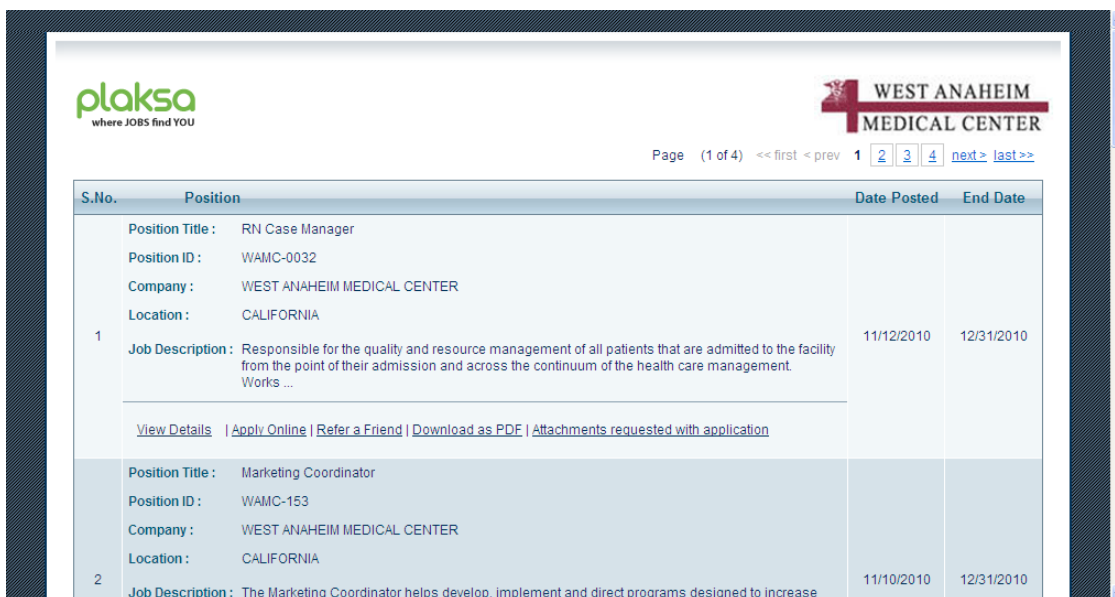 plaksa
where JOBS find YOU
WEST ANAHEIM
MEDICAL CENTER
Page (1 of 4) << first < prev 1 2 3 4 next > last >>
S.No. Position Date Posted End Date
Position Title : RN Case Manager
Position ID : WAMC-0032
Company : WEST ANAHEIM MEDICAL CENTER
Location : CALIFORNIA
1 11/12/2010 12/31/2010
Job Description : Responsible for the quality and resource management of all patients that are admitted to the facility
from the point of their admission and across the continuum of the health care management.
Works ...
View Details | Apply Online | Refer a Friend | Download as PDF | Attachments requested with application
Position Title : Marketing Coordinator
Position ID : WAMC-153
Company : WEST ANAHEIM MEDICAL CENTER
Location : CALIFORNIA
2 11/10/2010 12/31/2010
Job Description : The Marketing Coordinator helps develop, implement and direct programs designed to increase